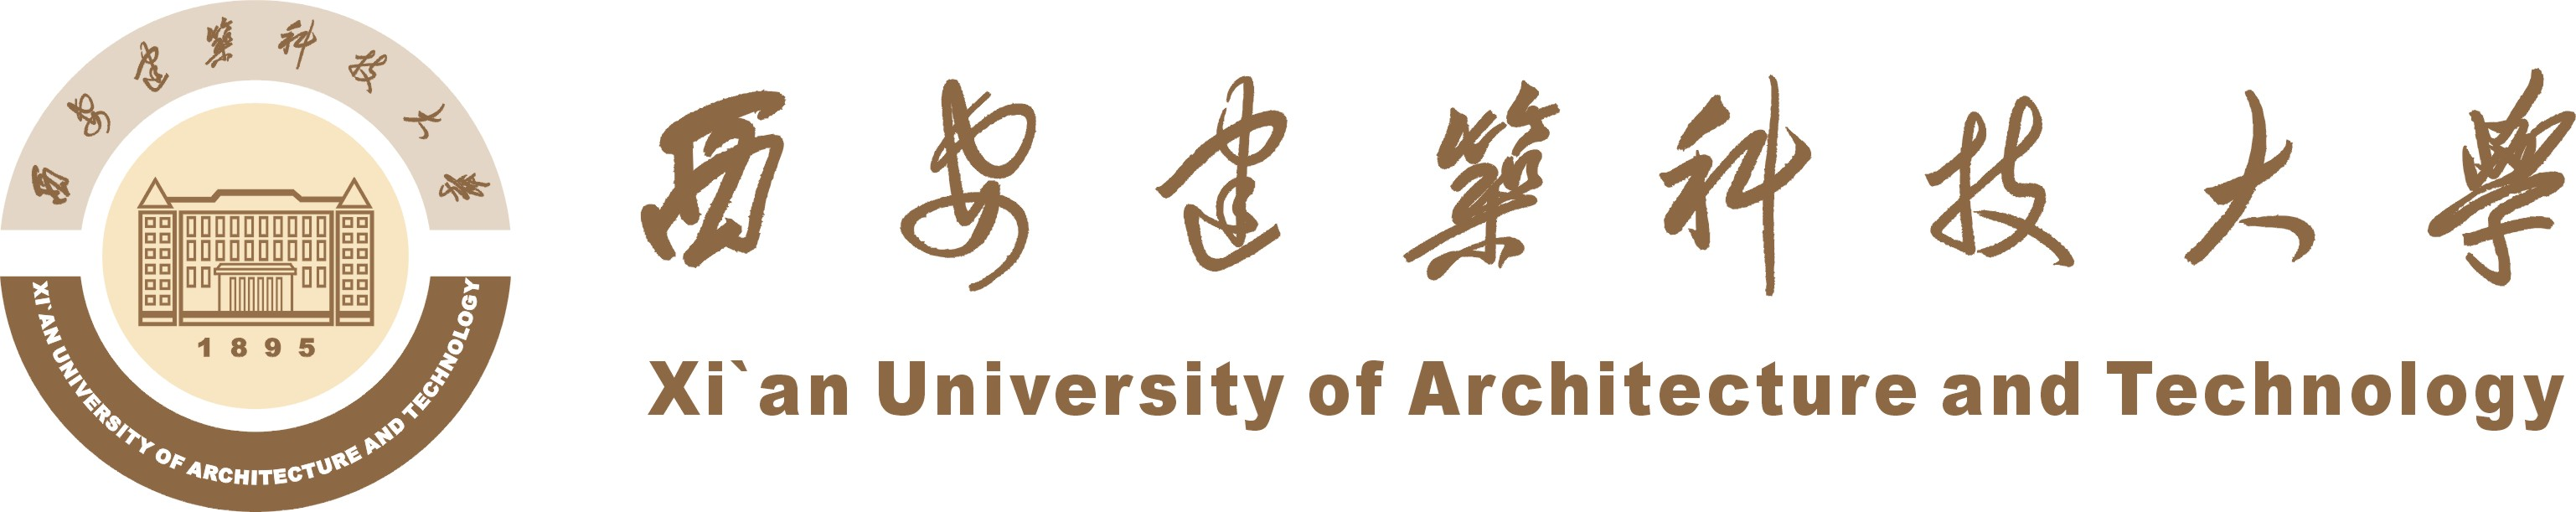 西安建築科技大學
1895
XI`AN UNIVERSITY OF ARCHITECTURE AND TECHNOLOGY
西安建築科技大學
Xi`an University of Architecture and Technology